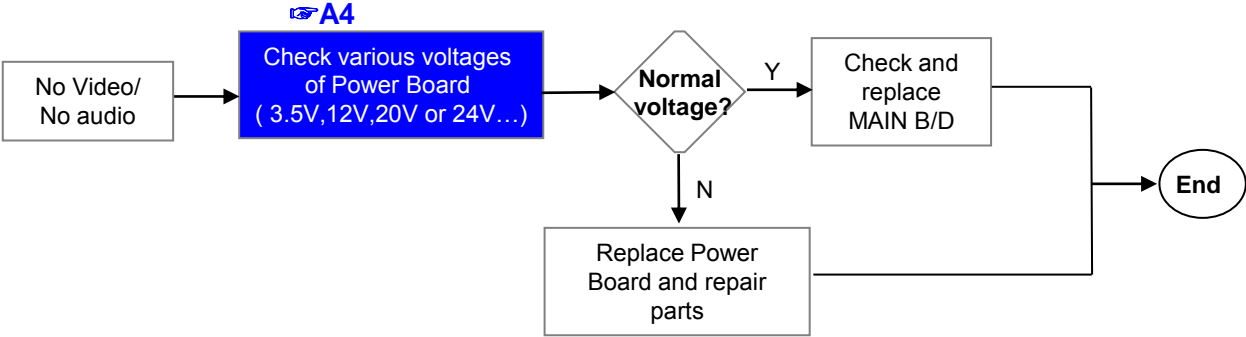 ☞A4
No Video/
No audio
Check various voltages
of Power Board
( 3.5V,12V,20V or 24V…)
Normal
voltage?
Y
Check and
replace
MAIN B/D
N
Replace Power
Board and repair
parts
End